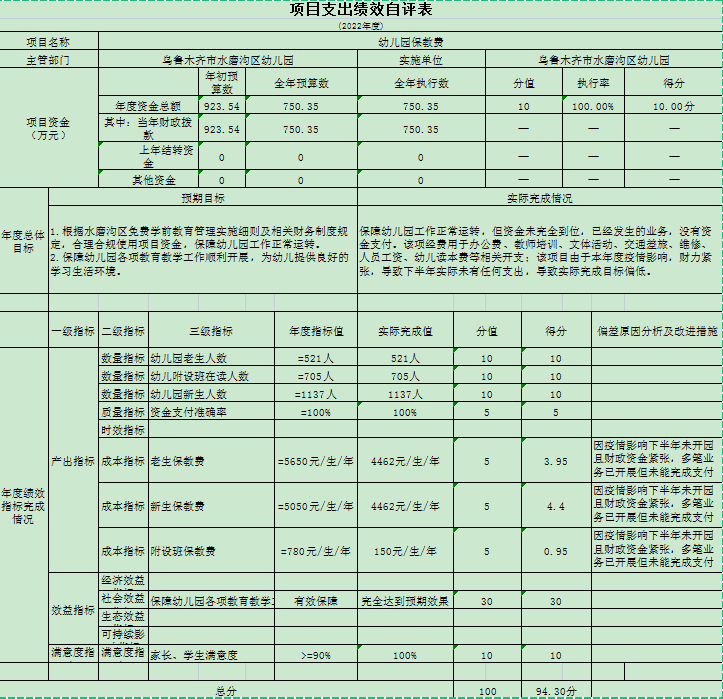 项目支出绩效自评表
(2022年度)
项目名称 幼儿园保教费
主管部门 乌鲁木齐市水磨沟区幼儿园 实施单位 乌鲁木齐市水磨沟区幼儿园
项目资金
（万元）
年初预
算数 全年预算数 全年执行数 分值 执行率 得分
年度资金总额 923.54 750.35 750.35 10 100.00% 10.00分
其中：当年财政拨
款 923.54 750.35 750.35 — — —
上年结转资
金 0 0 0 — — —
其他资金 0 0 0 — — —
年度总体
目标
预期目标 实际完成情况
1.根据水磨沟区免费学前教育管理实施细则及相关财务制度规
定，合理合规使用项目资金，保障幼儿园工作正常运转。
2.保障幼儿园各项教育教学工作顺利开展，为幼儿提供良好的
学习生活环境。
保障幼儿园工作正常运转，但资金未完全到位，已经发生的业务，没有资
金支付。该项经费用于办公费、教师培训、文体活动、交通差旅、维修、
人员工资、幼儿读本费等相关开支；该项目由于本年度疫情影响，财力紧
张，导致下半年实际未有任何支出，导致实际完成目标偏低。
年度绩效
指标完成
情况
一级指标 二级指标 三级指标 年度指标值 实际完成值 分值 得分 偏差原因分析及改进措施
产出指标
数量指标 幼儿园老生人数 =521人 521人 10 10
数量指标 幼儿附设班在读人数 =705人 705人 10 10
数量指标 幼儿园新生人数 =1137人 1137人 10 10
质量指标 资金支付准确率 =100% 100% 5 5
时效指标
成本指标 老生保教费 =5650元/生/年 4462元/生/年 5 3.95
因疫情影响下半年未开园
且财政资金紧张，多笔业
务已开展但未能完成支付
成本指标 新生保教费 =5050元/生/年 4462元/生/年 5 4.4
因疫情影响下半年未开园
且财政资金紧张，多笔业
务已开展但未能完成支付
成本指标 附设班保教费 =780元/生/年 150元/生/年 5 0.95
因疫情影响下半年未开园
且财政资金紧张，多笔业
务已开展但未能完成支付
效益指标
经济效益
社会效益 保障幼儿园各项教育教学工 有效保障 完全达到预期效果 30 30
生态效益
可持续影
满意度指 满意度指 家长、学生满意度 >=90% 100% 10 10
总分 100 94.30分